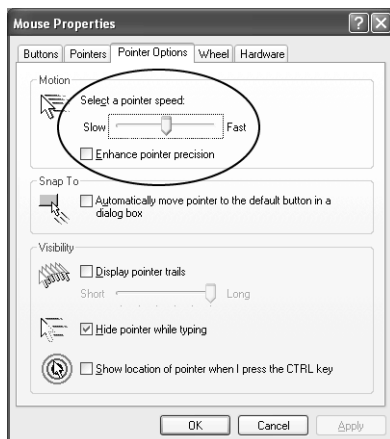 Mouse Properties
Buttons Pointers Pointer Options Wheel Hardware
Motion
Select a pointer speed:
Slow Fast
Enhance pointer precision
Snap To
Automatically move pointer to the default button in a
dialog box
Visibility
Display pointer trails
Short Long
Hide pointer while typing
Show location of pointer when I press the CTRL key
OK Cancel Apply